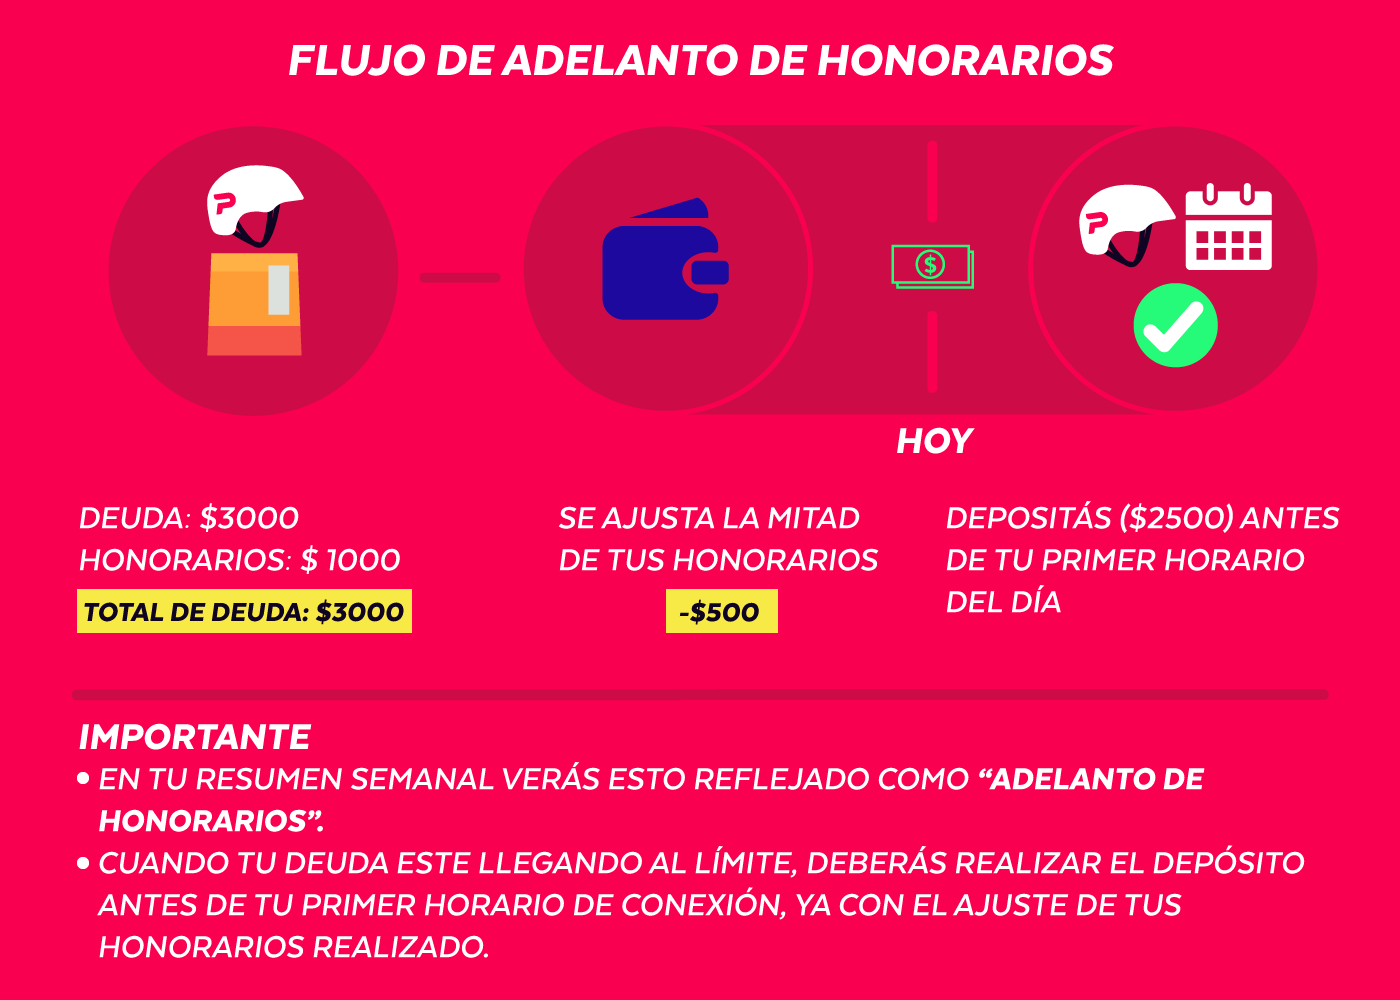 FLUJO DE ADELANTO DE HONORARIOS
P
P
$
HOY
DEUDA: $3000
HONORARIOS: $ 1000
TOTAL DE DEUDA: $3000
SE AJUSTA LA MITAD
DE TUS HONORARIOS
-$500
DEPOSITÁS ($2500) ANTES
DE TU PRIMER HORARIO
DEL DÍA
IMPORTANTE
• EN TU RESUMEN SEMANAL VERÁS ESTO REFLEJADO COMO “ADELANTO DE
HONORARIOS”.
• CUANDO TU DEUDA ESTE LLEGANDO AL LÍMITE, DEBERÁS REALIZAR EL DEPÓSITO
ANTES DE TU PRIMER HORARIO DE CONEXIÓN, YA CON EL AJUSTE DE TUS
HONORARIOS REALIZADO.